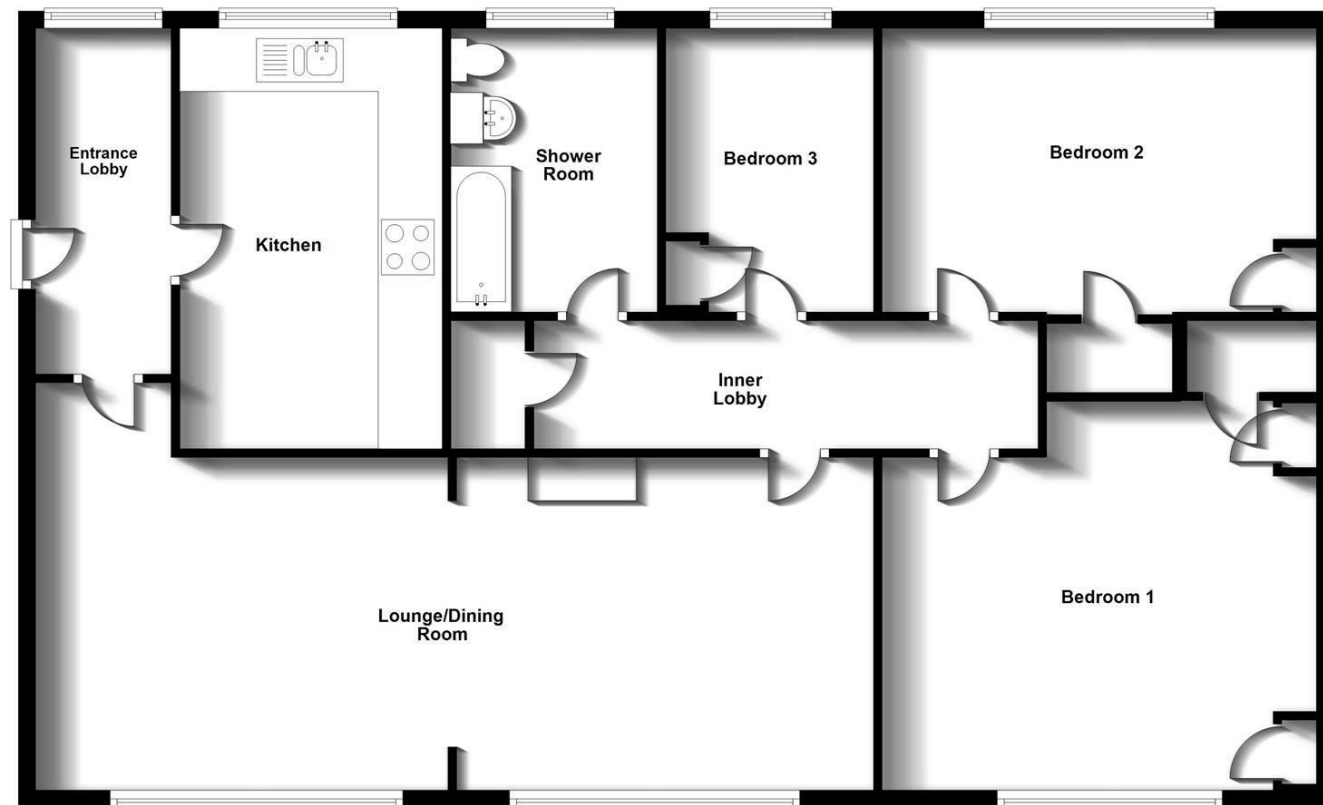 Entrance
Lobby
Kitchen
Shower
Room
Bedroom 3
Bedroom 2
Inner
Lobby
Lounge/Dining
Room
Bedroom 1